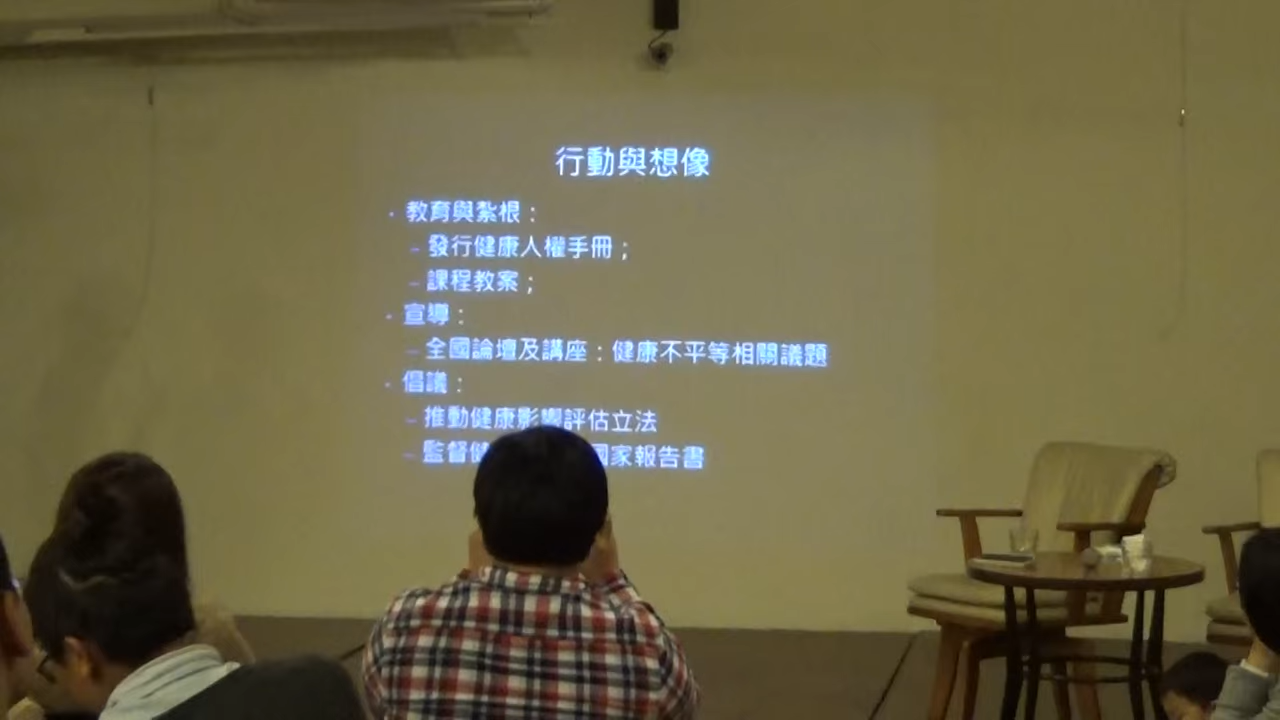 行動與想像
• 教育與紮根：
– 發行健康人權手冊；
– 課程教案；
• 宣導：
– 全國論壇及講座：健康不平等相關議題
• 倡議：
– 推動健康影響評估立法
– 監督健 國家報告書